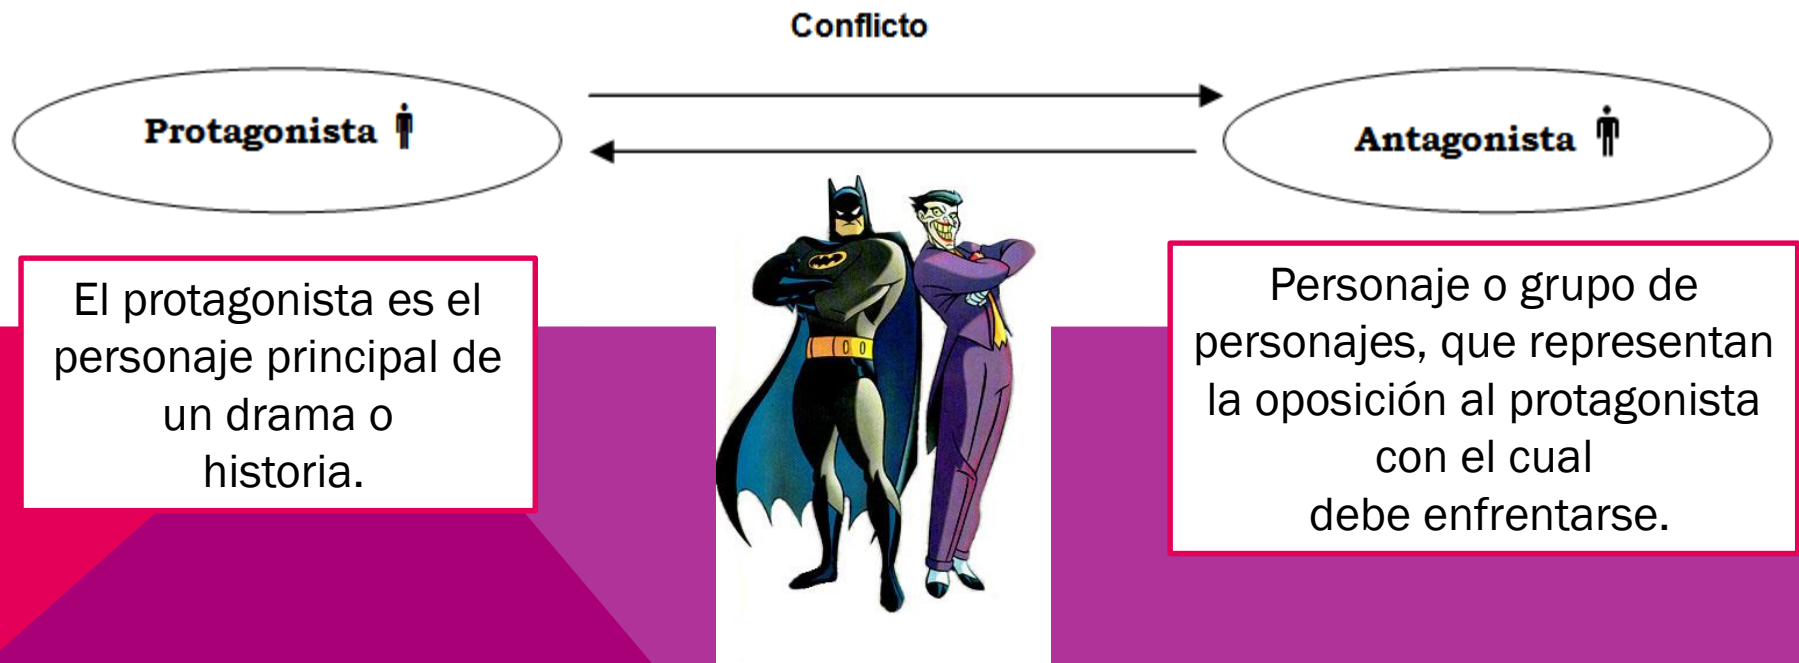 Conflicto
Protagonista
Antagonista
El protagonista es el
personaje principal de
un drama o
historia.
Personaje o grupo de
personajes, que representan
la oposición al protagonista
con el cual
debe enfrentarse.